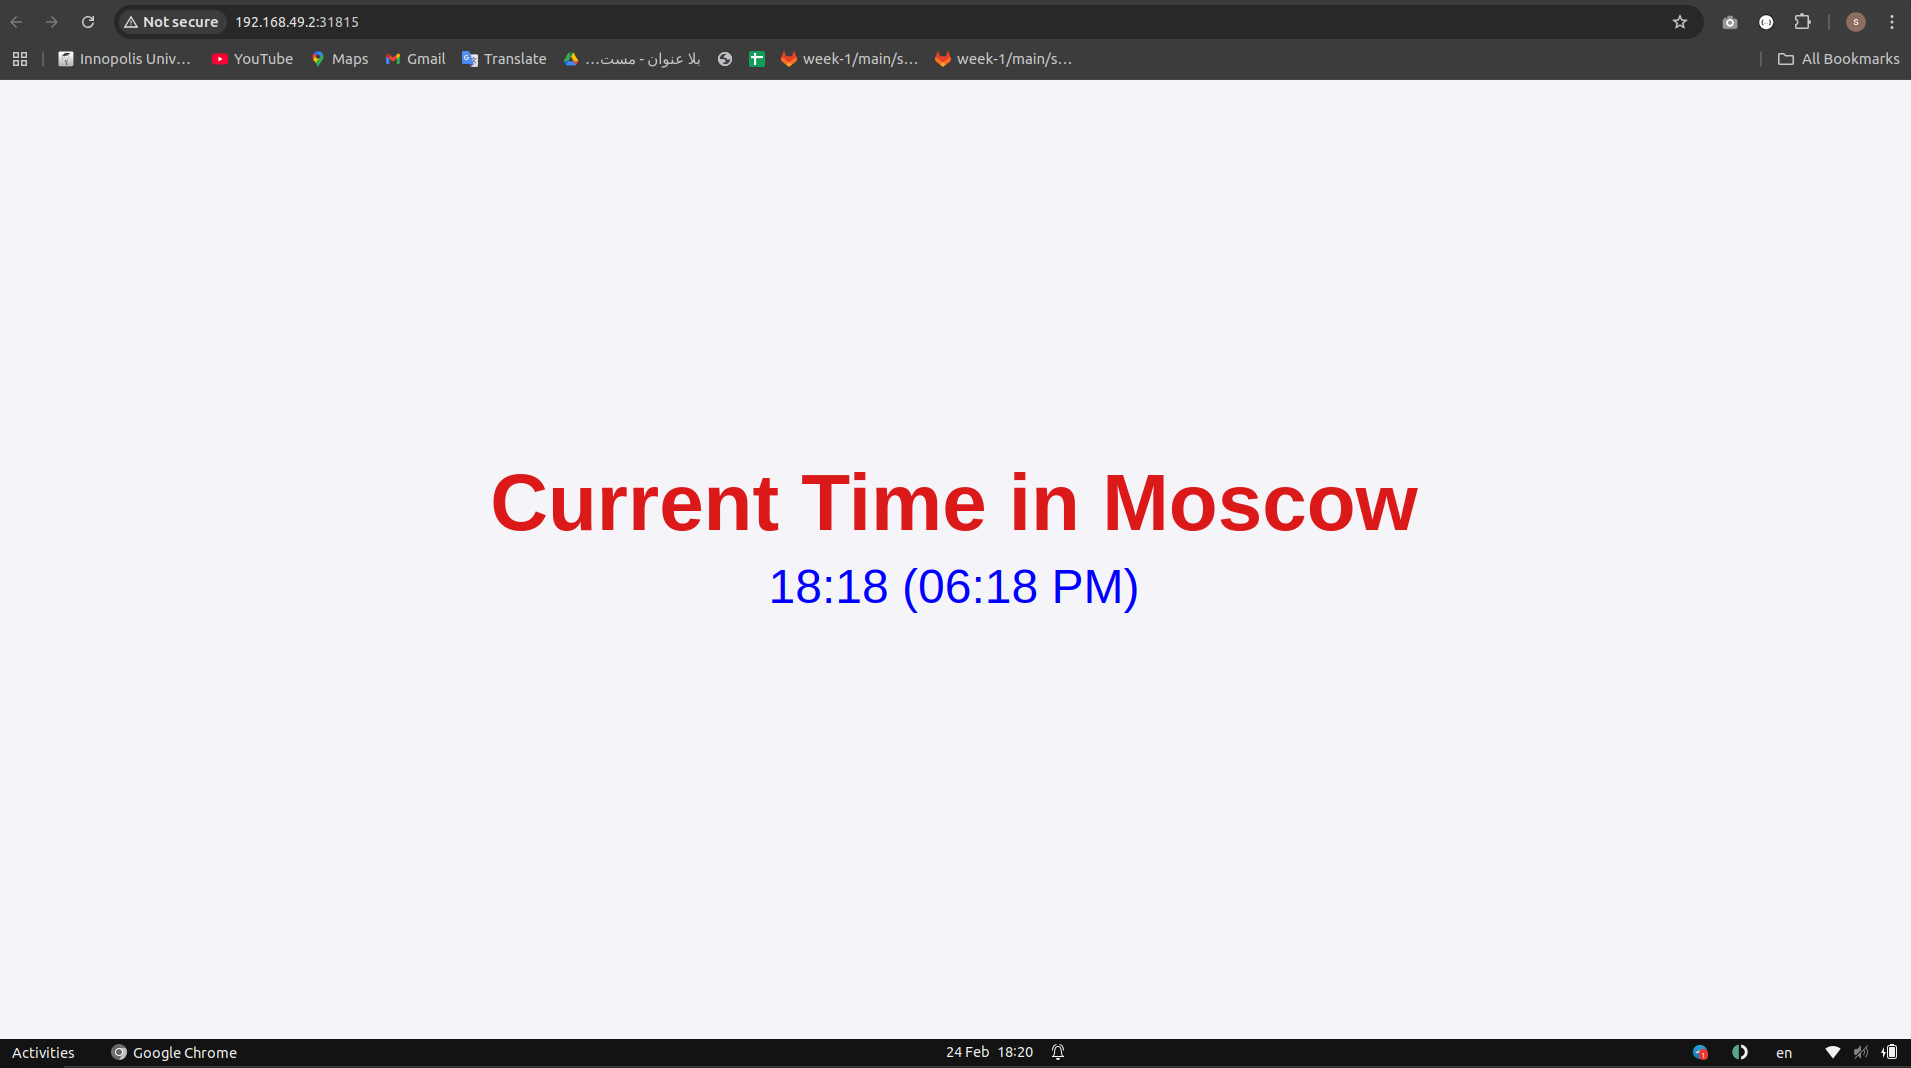 Not secure 192.168.49.2:31815
Innopolis Univ... YouTube Maps Gmail Translate بلا عنوان - مست... week-1/main/s... week-1/main/s... All Bookmarks
Current Time in Moscow
18:18 (06:18 PM)
Activities Google Chrome 24 Feb 18:20 en